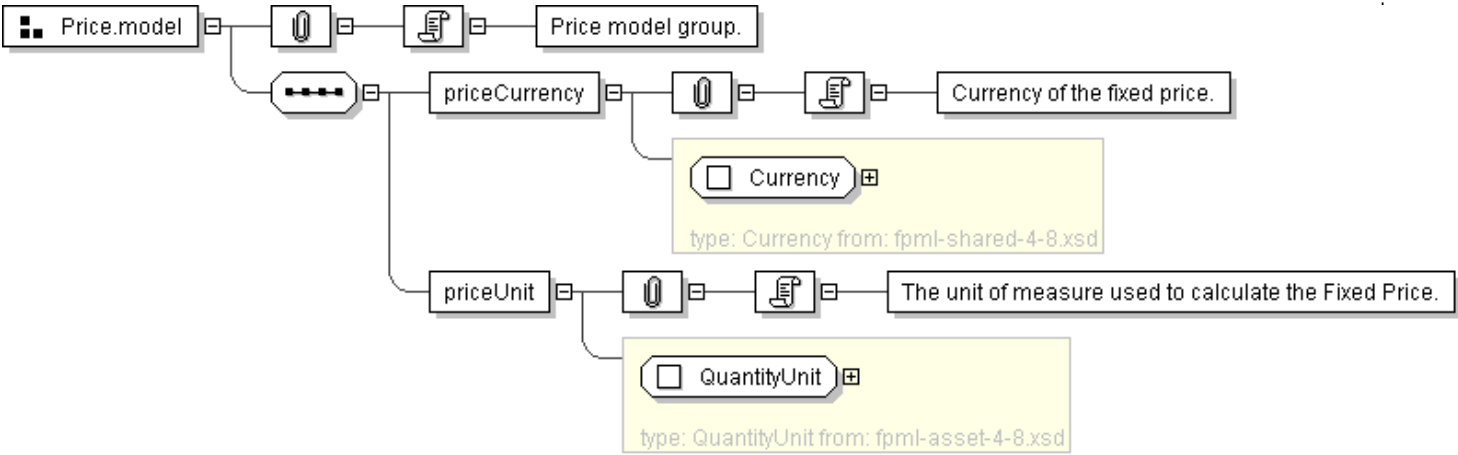 Price.model
Price model group.
priceCurrency
Currency of the fixed price.
Currency
type: Currency from: fpml-shared-4-8.xsd
priceUnit
The unit of measure used to calculate the Fixed Price.
QuantityUnit
type: QuantityUnit from: fpml-asset-4-8.xsd